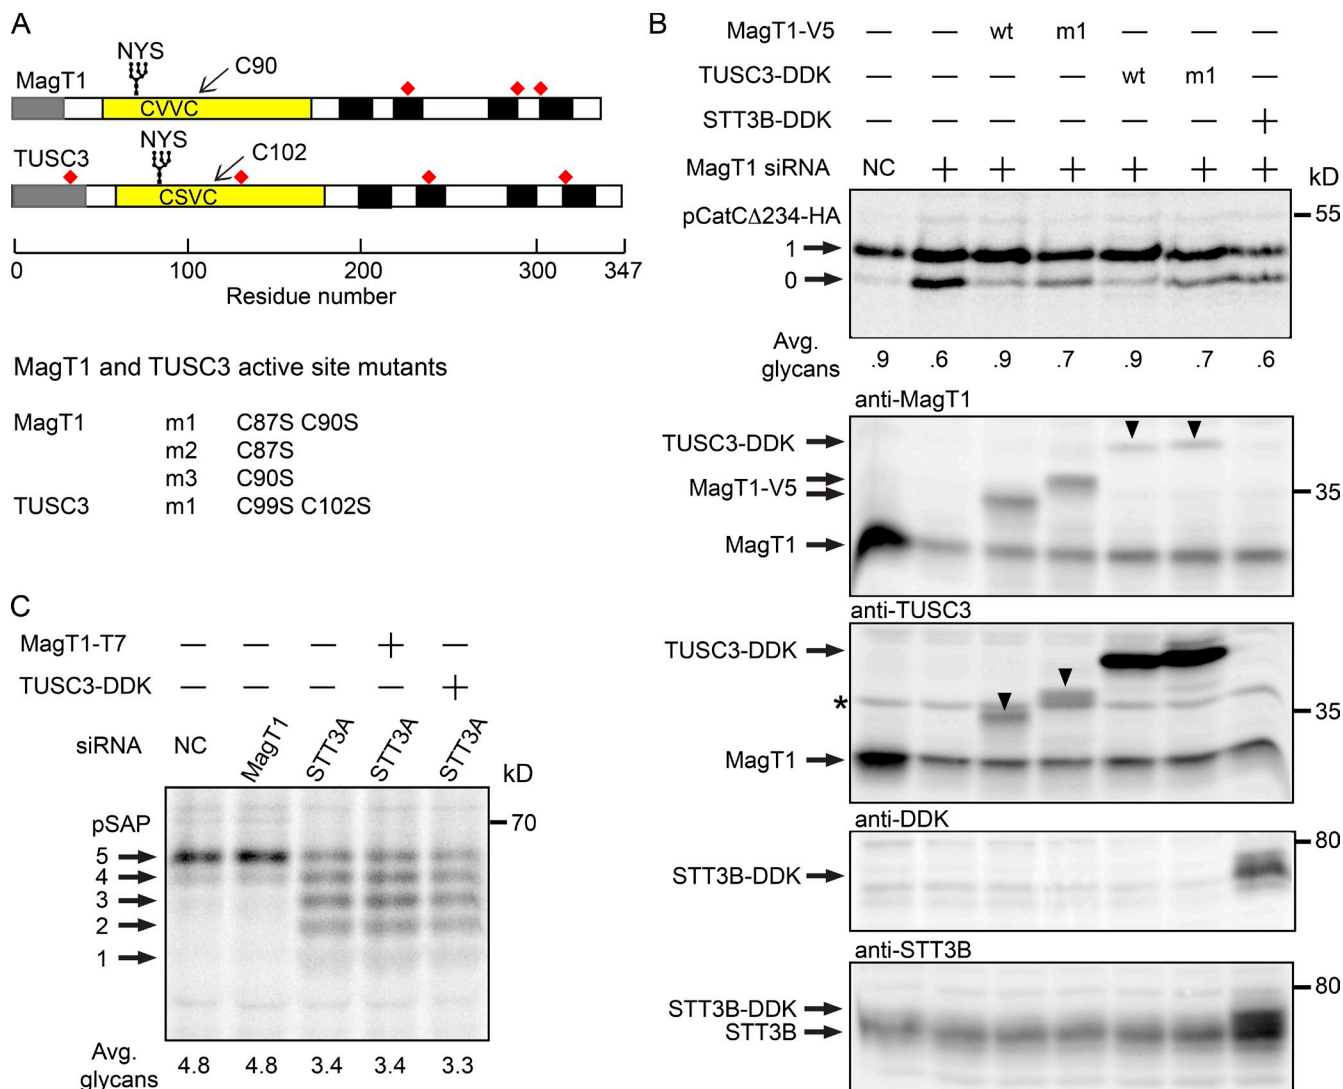 A
NYS
C90
MagT1
CVVC
NYS
C102
TUSC3
CSVC
0 100 200 300 347
Residue number
MagT1 and TUSC3 active site mutants
MagT1 m1 C87S C90S
m2 C87S
m3 C90S
TUSC3 m1 C99S C102S
B
MagT1-V5 — — wt m1 — — —
TUSC3-DDK — — — — wt m1 —
STT3B-DDK — — — — — — +
MagT1 siRNA NC + + + + + +
kD
pCatCΔ234-HA
55
1
0
Avg. glycans .9 .6 .9 .7 .9 .7 .6
anti-MagT1
TUSC3-DDK
MagT1-V5
35
MagT1
anti-TUSC3
TUSC3-DDK
*
35
MagT1
anti-DDK
80
STT3B-DDK
anti-STT3B
80
STT3B-DDK
STT3B
C
MagT1-T7 — — — + —
TUSC3-DDK — — — — +
siRNA NC MagT1 STT3A STT3A STT3A
kD
pSAP
70
5
4
3
2
1
Avg. glycans 4.8 4.8 3.4 3.4 3.3